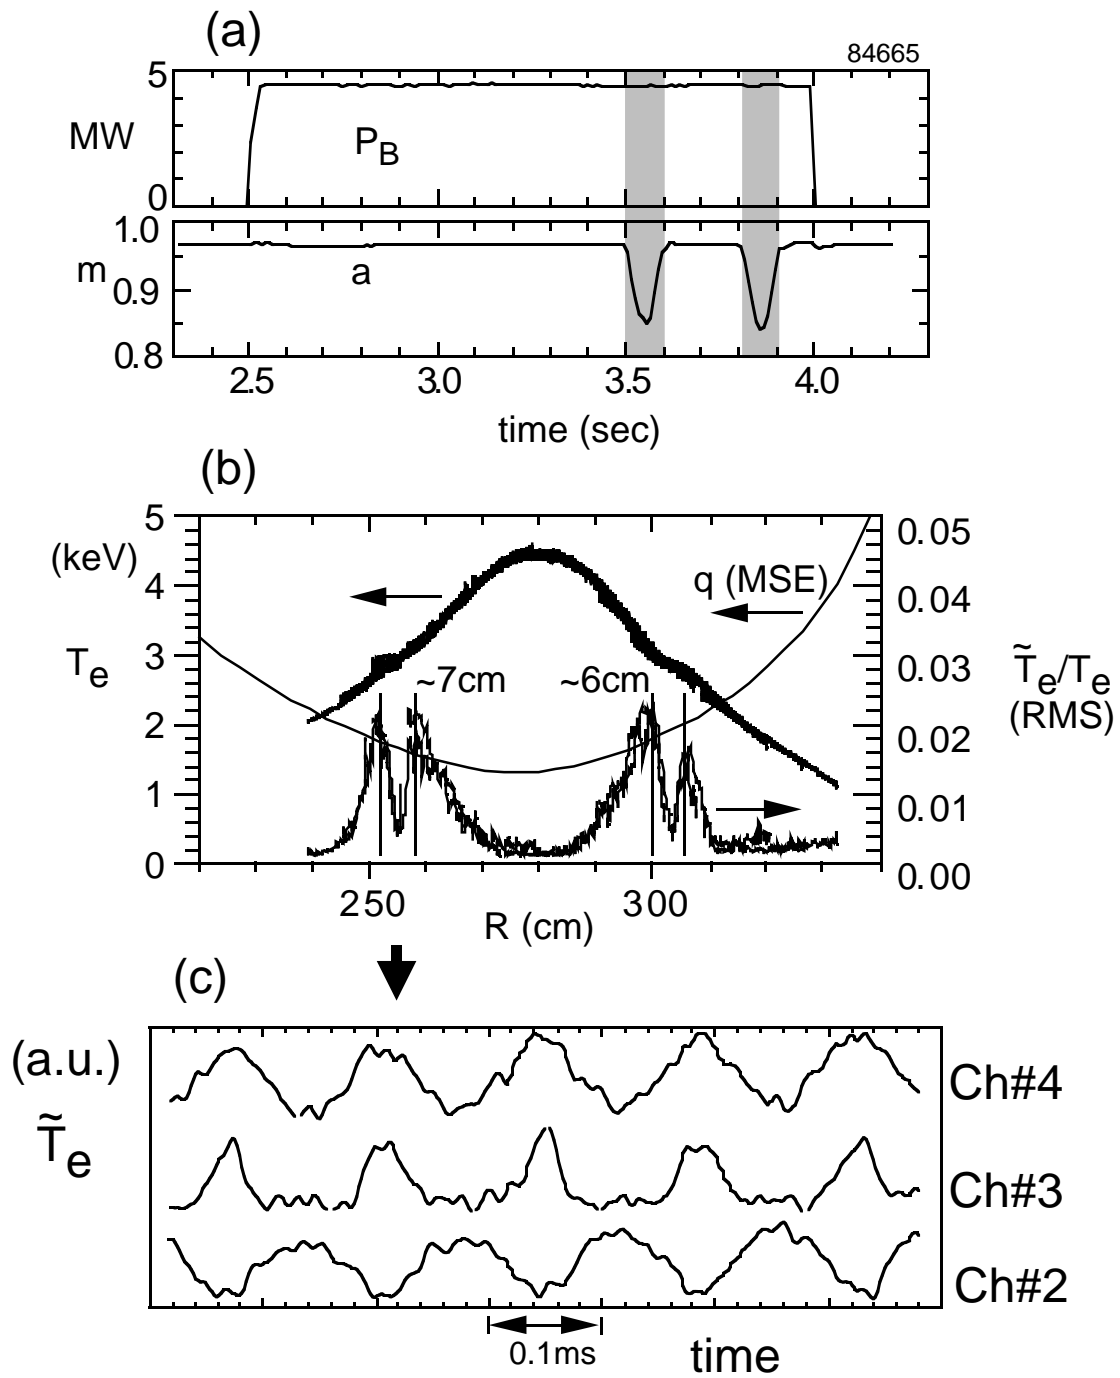 (a)
84665
5
MW
P_B
0
1.0
m
a
0.9
0.8
2.5 3.0 3.5 4.0
time (sec)
(b)
5
0.05
(keV)
q (MSE)
4
0.04
3
0.03
T_e
T̃_e/T_e
~7cm ~6cm
(RMS)
2
0.02
1
0.01
0
0.00
250 300
R (cm)
(c)
(a.u.)
Ch#4
T̃_e
Ch#3
Ch#2
0.1ms
time